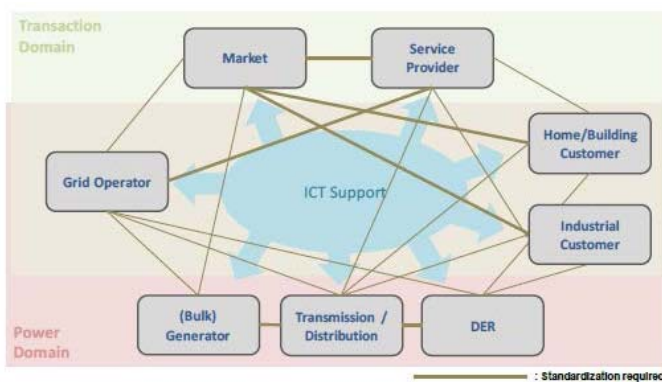 Transaction
Domain
Market
Service
Provider
Home/Building
Customer
Grid Operator
ICT Support
Industrial
Customer
(Bulk)
Generator
Transmission /
Distribution
DER
Power
Domain
: Standardization required